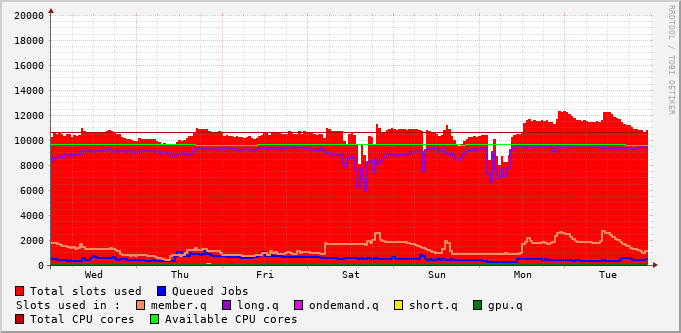 RRDTOOL / TOBI OETIKER
20000
18000
16000
14000
12000
10000
8000
6000
4000
2000
0
Wed Thu Fri Sat Sun Mon Tue
Total slots used Queued Jobs
Slots used in : member.q long.q ondemand.q short.q gpu.q
Total CPU cores Available CPU cores